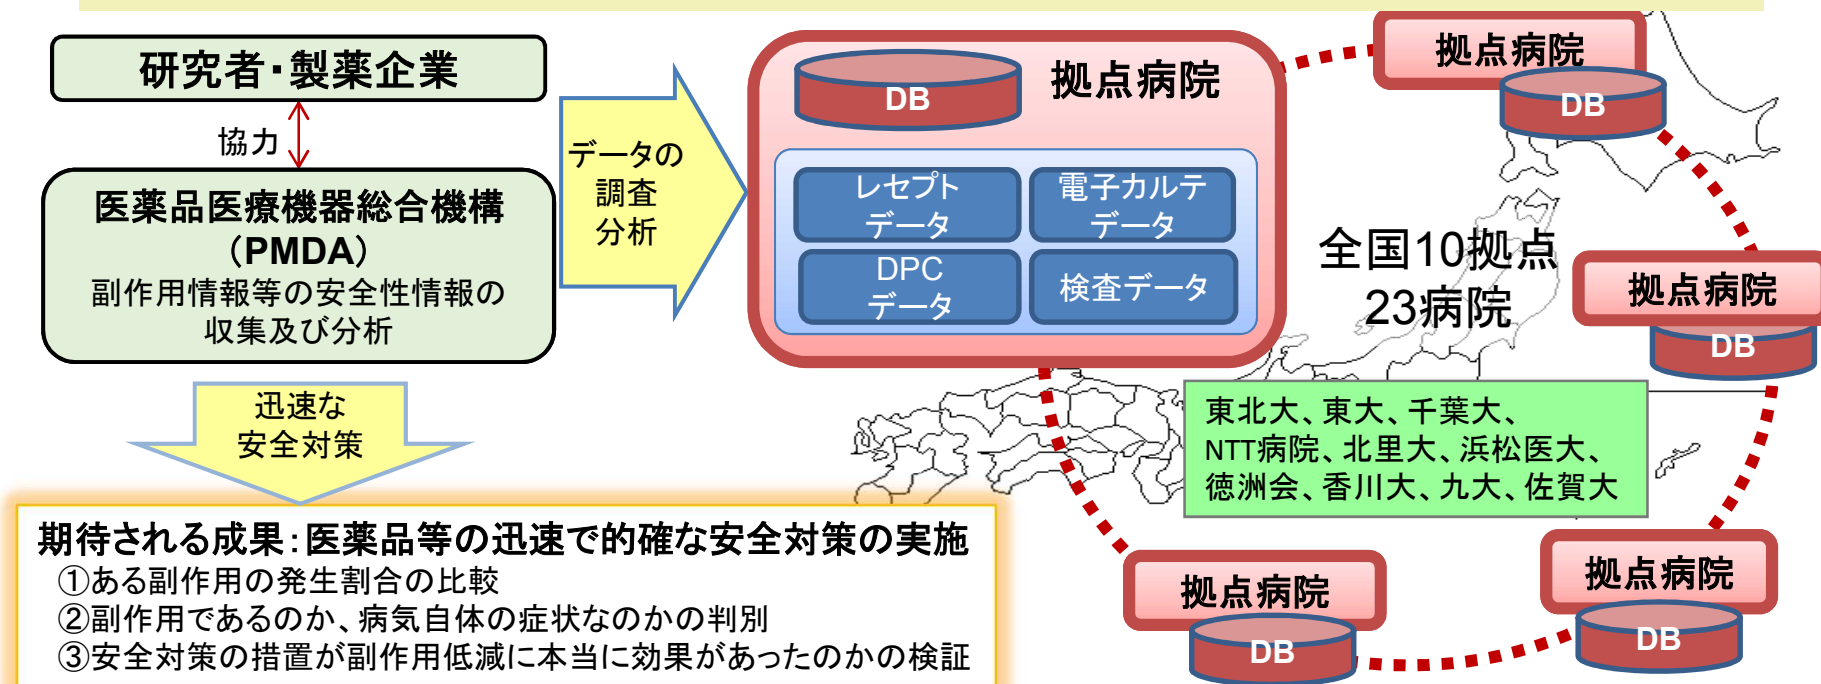 研究者・製薬企業
協力
医薬品医療機器総合機構
（PMDA）
副作用情報等の安全性情報の
収集及び分析
データの
調査
分析
迅速な
安全対策
期待される成果：医薬品等の迅速で的確な安全対策の実施
①ある副作用の発生割合の比較
②副作用であるのか、病気自体の症状なのかの判別
③安全対策の措置が副作用低減に本当に効果があったのかの検証
DB
拠点病院
レセプト
データ
電子カルテ
データ
DPC
データ
検査データ
全国10拠点
23病院
東北大、東大、千葉大、
NTT病院、北里大、浜松医大、
徳洲会、香川大、九大、佐賀大
拠点病院
DB
拠点病院
DB
拠点病院
DB
拠点病院
DB